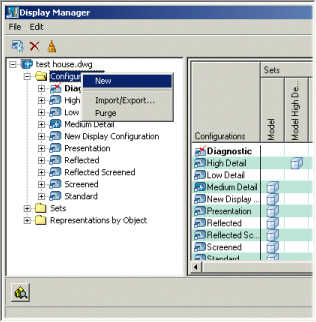 Display Manager
File Edit
test house.dwg
Configur
New
Diag
High
Import/Export...
Low
Purge
Medium Detail
New Display Configuration
Presentation
Reflected
Reflected Screened
Screened
Standard
Sets
Representations by Object
Sets
Configurations
Model
Model High De...
Diagnostic
High Detail
Low Detail
Medium Detail
New Display ...
Presentation
Reflected
Reflected Sc...
Screened
Standard